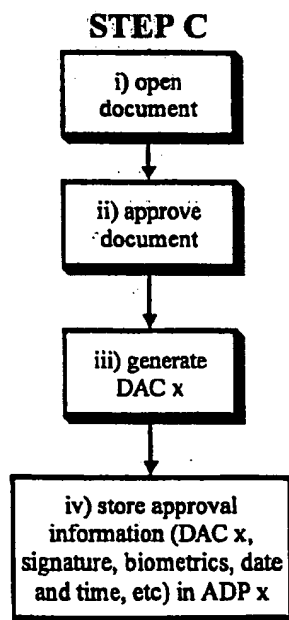 STEP C
i) open
document
ii) approve
document
iii) generate
DAC x
iv) store approval
information (DAC x,
signature, biometrics, date
and time, etc) in ADP x